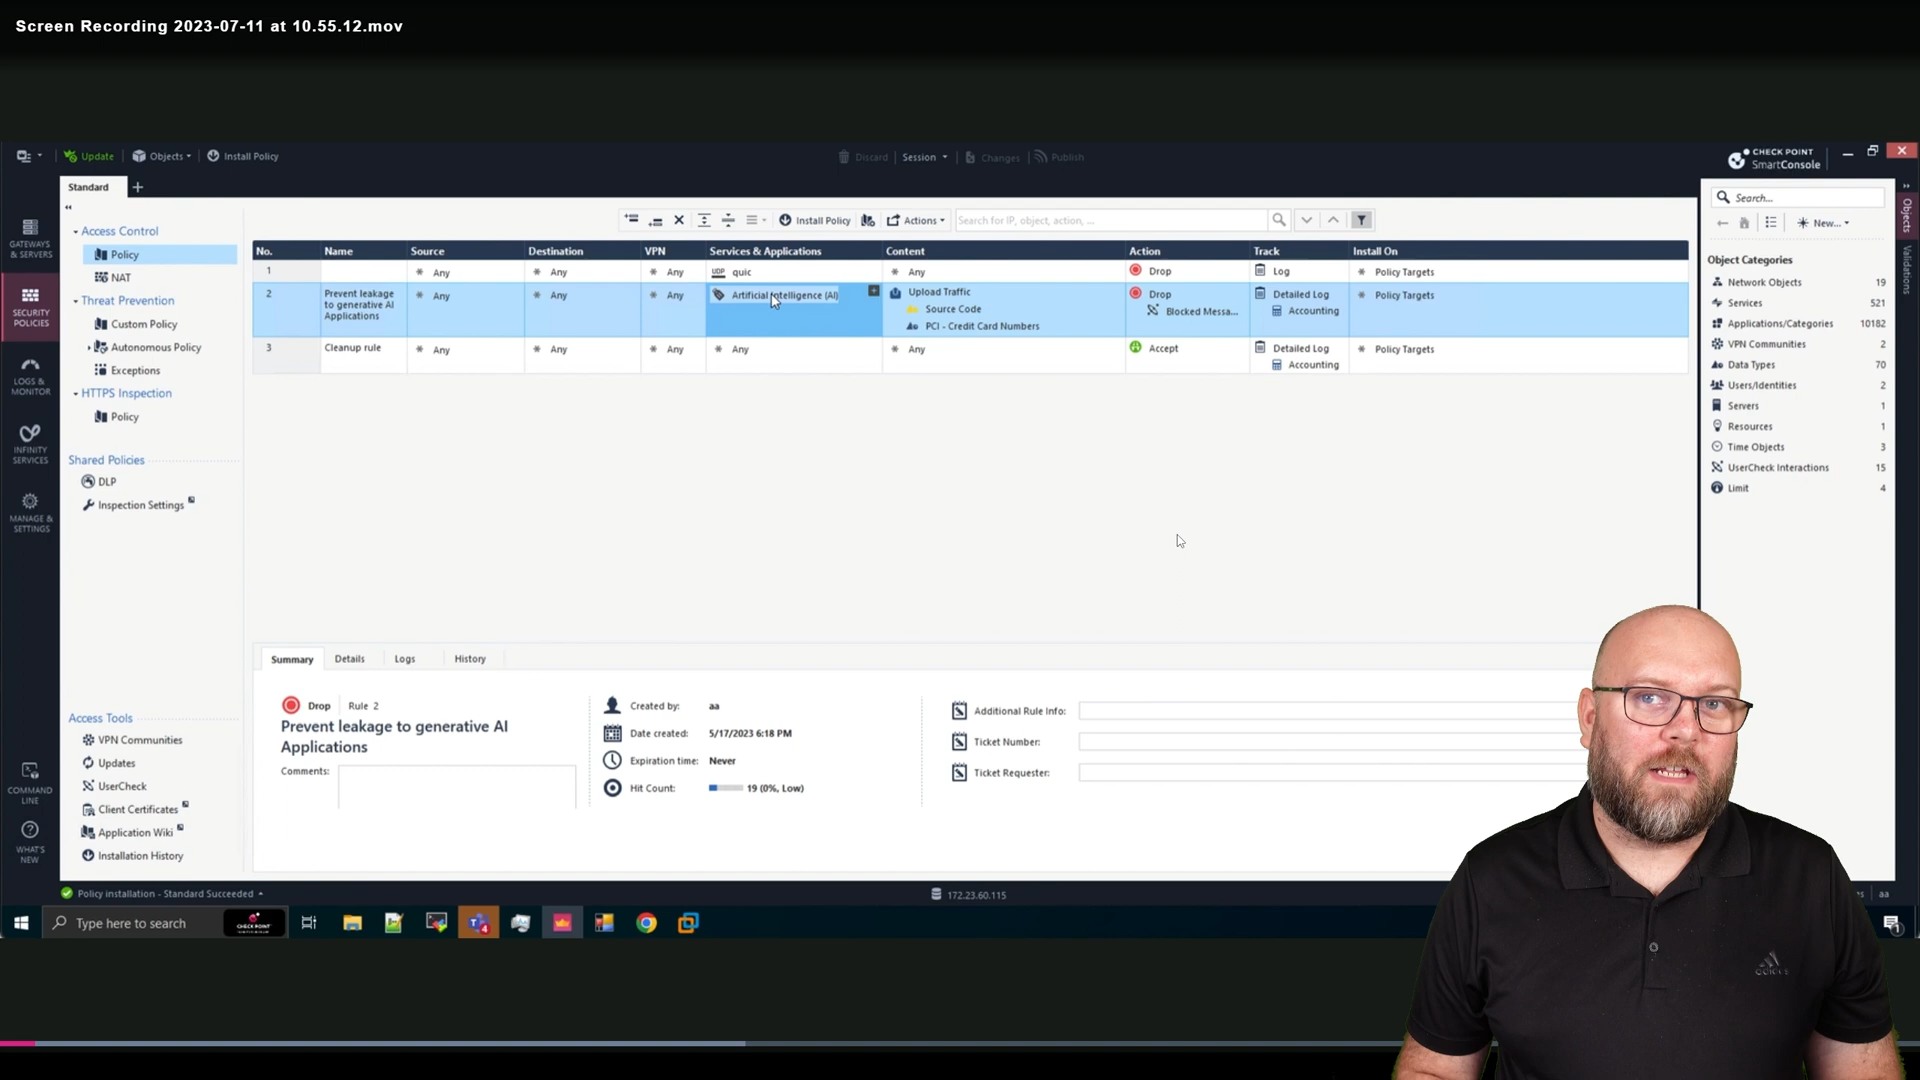 Screen Recording 2023-07-11 at 10.55.12.mov
Update
Objects
Install Policy
Discard
Session
Changes
Publish
CHECK POINT
SmartConsole
Standard
GATEWAYS
& SERVERS
SECURITY
POLICIES
LOGS &
MONITOR
INFINITY
SERVICES
MANAGE &
SETTINGS
COMMAND
LINE
WHAT'S
NEW
Access Control
Policy
NAT
Threat Prevention
Custom Policy
Autonomous Policy
Exceptions
HTTPS Inspection
Policy
Shared Policies
DLP
Inspection Settings
Access Tools
VPN Communities
Updates
UserCheck
Client Certificates
Application Wiki
Installation History
Install Policy
Actions
Search for IP, object, action, ...
No. Name Source Destination VPN Services & Applications Content Action Track Install On
1 Any Any Any UDP quic Any Drop Log Policy Targets
2 Prevent leakage to generative AI Applications Any Any Any Artificial Intelligence (AI) Upload Traffic Drop Detailed Log Policy Targets
Source Code Blocked Messa... Accounting
PCI - Credit Card Numbers
3 Cleanup rule Any Any Any Any Any Accept Detailed Log Policy Targets
Accounting
Summary Details Logs History
Drop Rule 2
Prevent leakage to generative AI
Applications
Comments:
Created by: aa
Date created: 5/17/2023 6:18 PM
Expiration time: Never
Hit Count: 19 (0%, Low)
Additional Rule Info:
Ticket Number:
Ticket Requester:
Search...
New...
Object Categories
Network Objects 19
Services 521
Applications/Categories 10182
VPN Communities 2
Data Types 70
Users/Identities 2
Servers 1
Resources 1
Time Objects 3
UserCheck Interactions 15
Limit 4
Objects
Validations
Policy installation - Standard Succeeded
172.23.60.115
aa
Type here to search
CHECK POINT
4
1
adidas